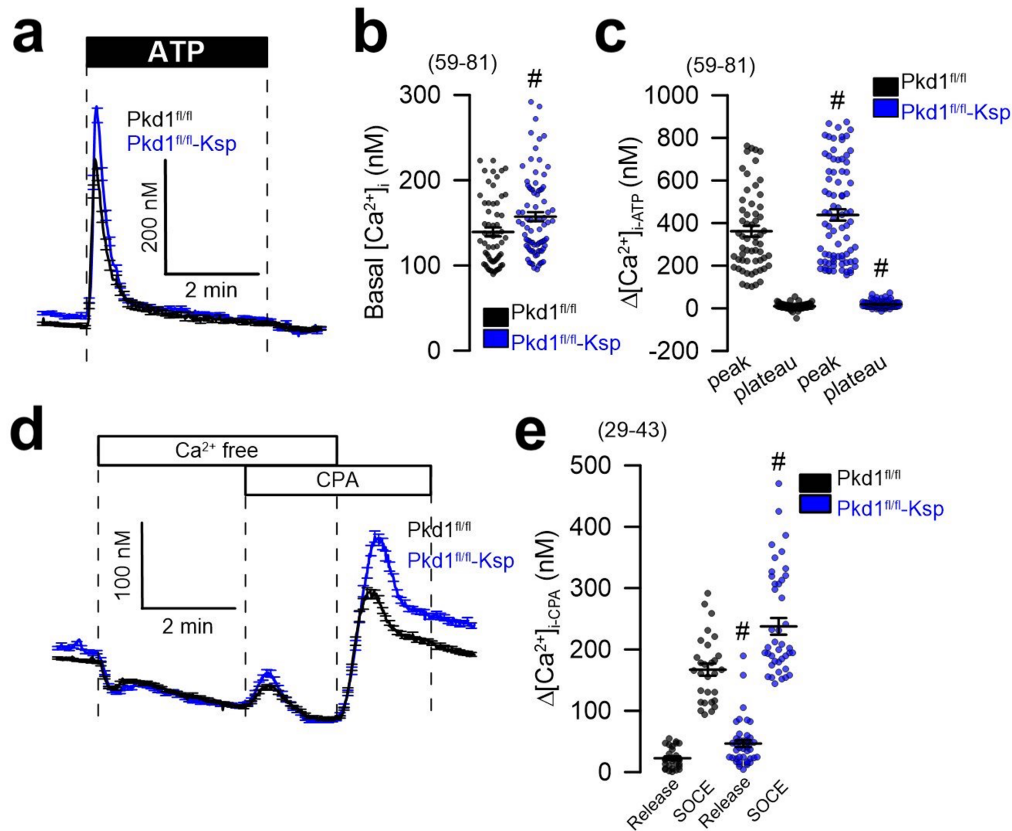 a
ATP
Pkd1fl/fl
Pkd1fl/fl-Ksp
200 nM
2 min
b
(59-81)
#
Basal [Ca2+]i (nM)
300
200
100
0
Pkd1fl/fl
Pkd1fl/fl-Ksp
c
(59-81)
Pkd1fl/fl
Pkd1fl/fl-Ksp
#
#
Δ[Ca2+]i-ATP (nM)
1000
800
600
400
200
0
-200
peak
plateau
peak
plateau
d
Ca2+ free
CPA
Pkd1fl/fl
Pkd1fl/fl-Ksp
100 nM
2 min
e
(29-43)
Pkd1fl/fl
Pkd1fl/fl-Ksp
#
#
Δ[Ca2+]i-CPA (nM)
500
400
300
200
100
0
Release
SOCE
Release
SOCE